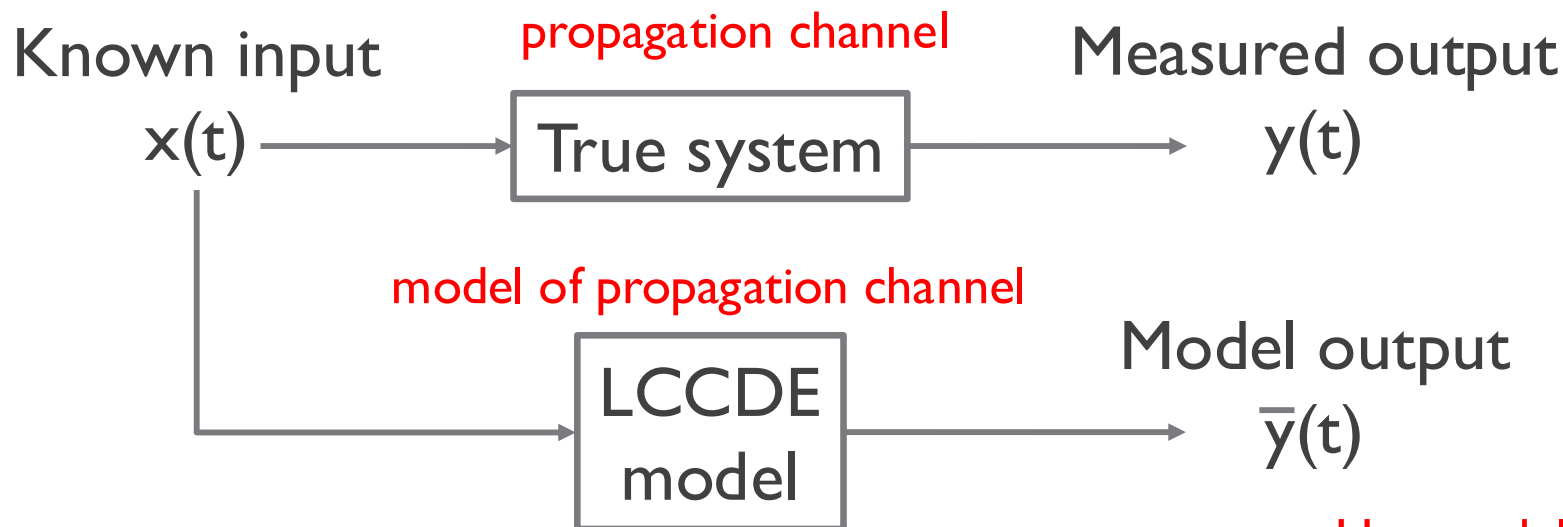 propagation channel
Known input
Measured output
x(t)
True system
y(t)
model of propagation channel
Model output
LCCDE
model
y̅(t)